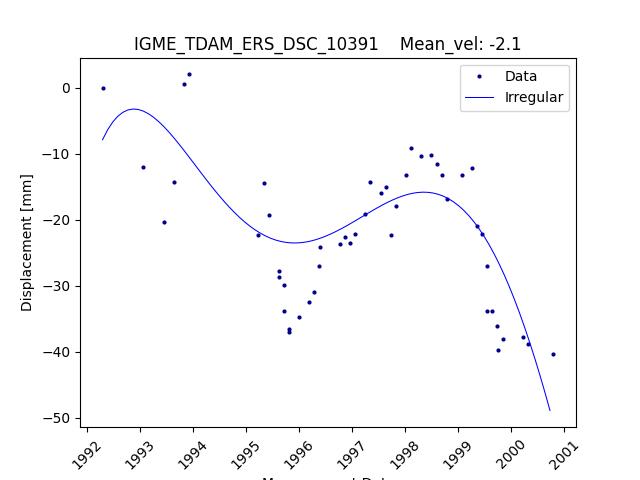 IGME_TDAM_ERS_DSC_10391    Mean_vel: -2.1
Data
Irregular
Displacement [mm]
0
−10
−20
−30
−40
−50
1992 1993 1994 1995 1996 1997 1998 1999 2000 2001